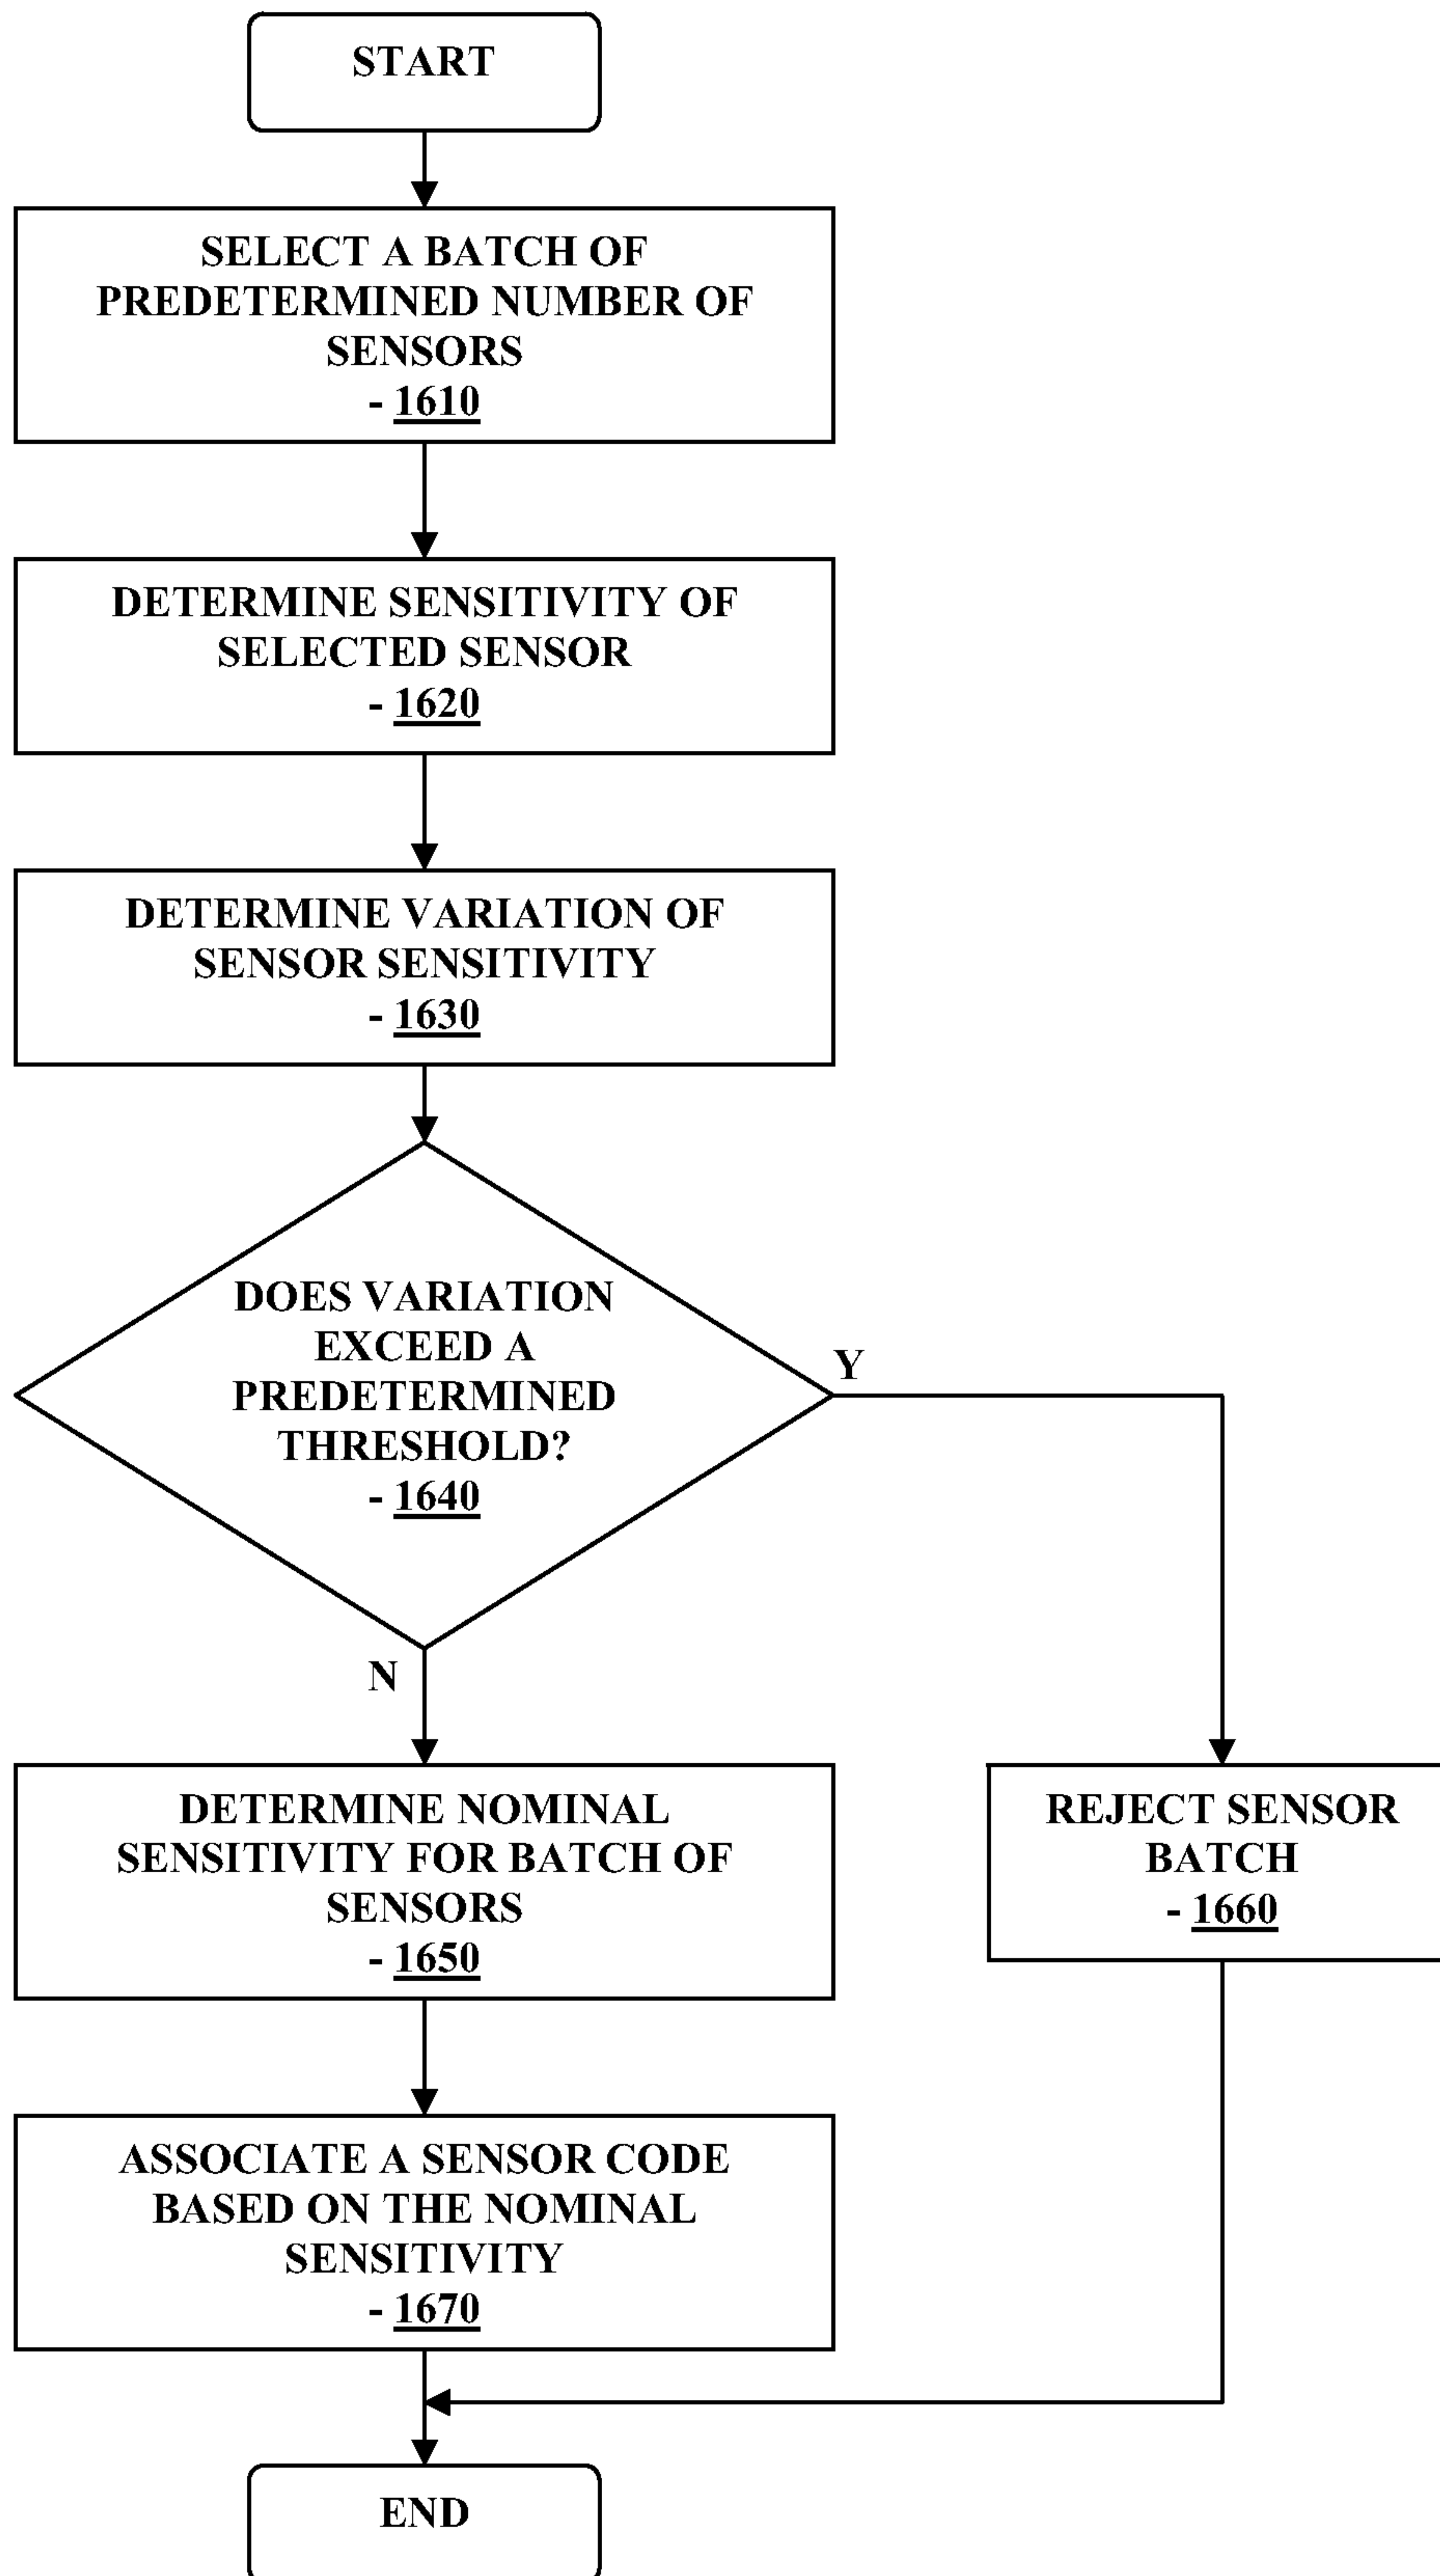 START
SELECT A BATCH OF
PREDETERMINED NUMBER OF
SENSORS
- 1610
DETERMINE SENSITIVITY OF
SELECTED SENSOR
- 1620
DETERMINE VARIATION OF
SENSOR SENSITIVITY
- 1630
DOES VARIATION
EXCEED A
PREDETERMINED
THRESHOLD?
- 1640
Y
N
DETERMINE NOMINAL
SENSITIVITY FOR BATCH OF
SENSORS
- 1650
REJECT SENSOR
BATCH
- 1660
ASSOCIATE A SENSOR CODE
BASED ON THE NOMINAL
SENSITIVITY
- 1670
END